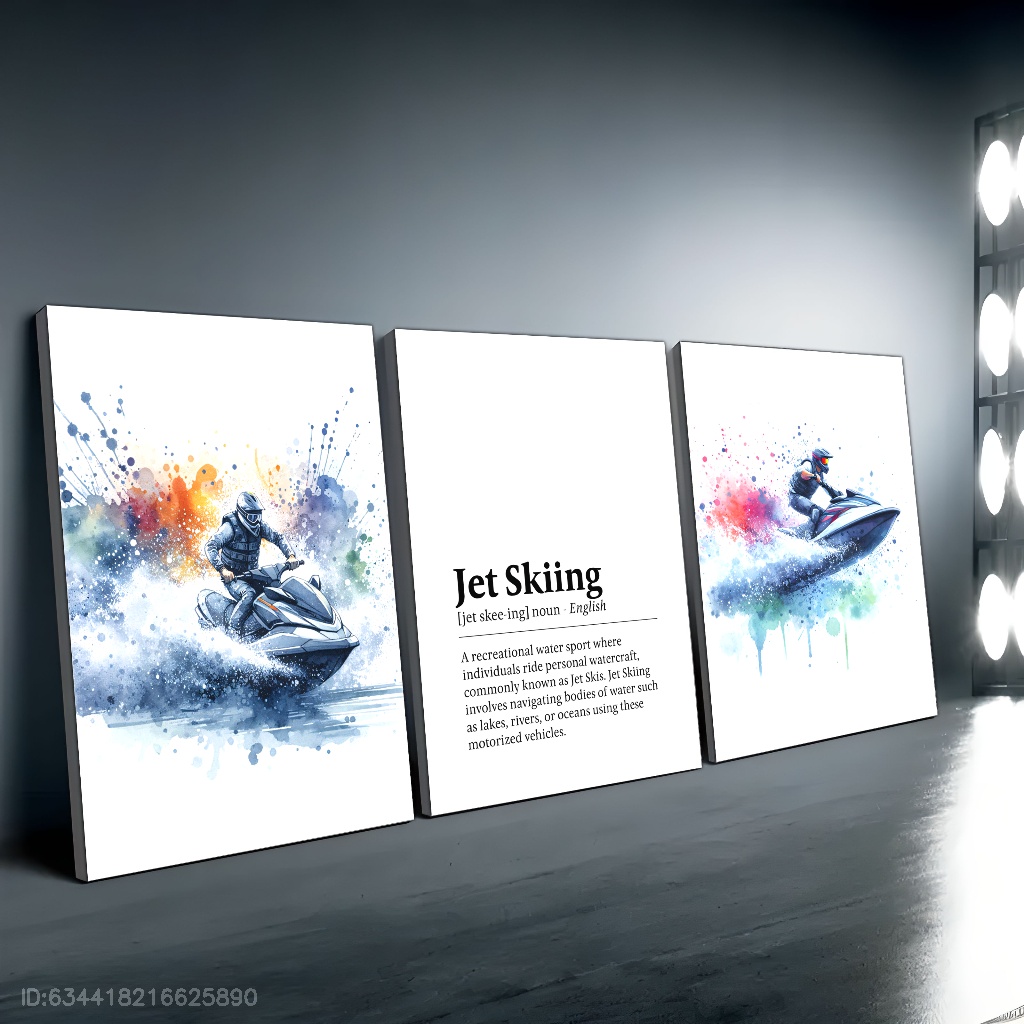 Jet Skiing
[jet skee-ing] noun - English
A recreational water sport where
individuals ride personal watercraft,
commonly known as Jet Skis. Jet Skiing
involves navigating bodies of water such
as lakes, rivers, or oceans using these
motorized vehicles.
ID:634418216625890